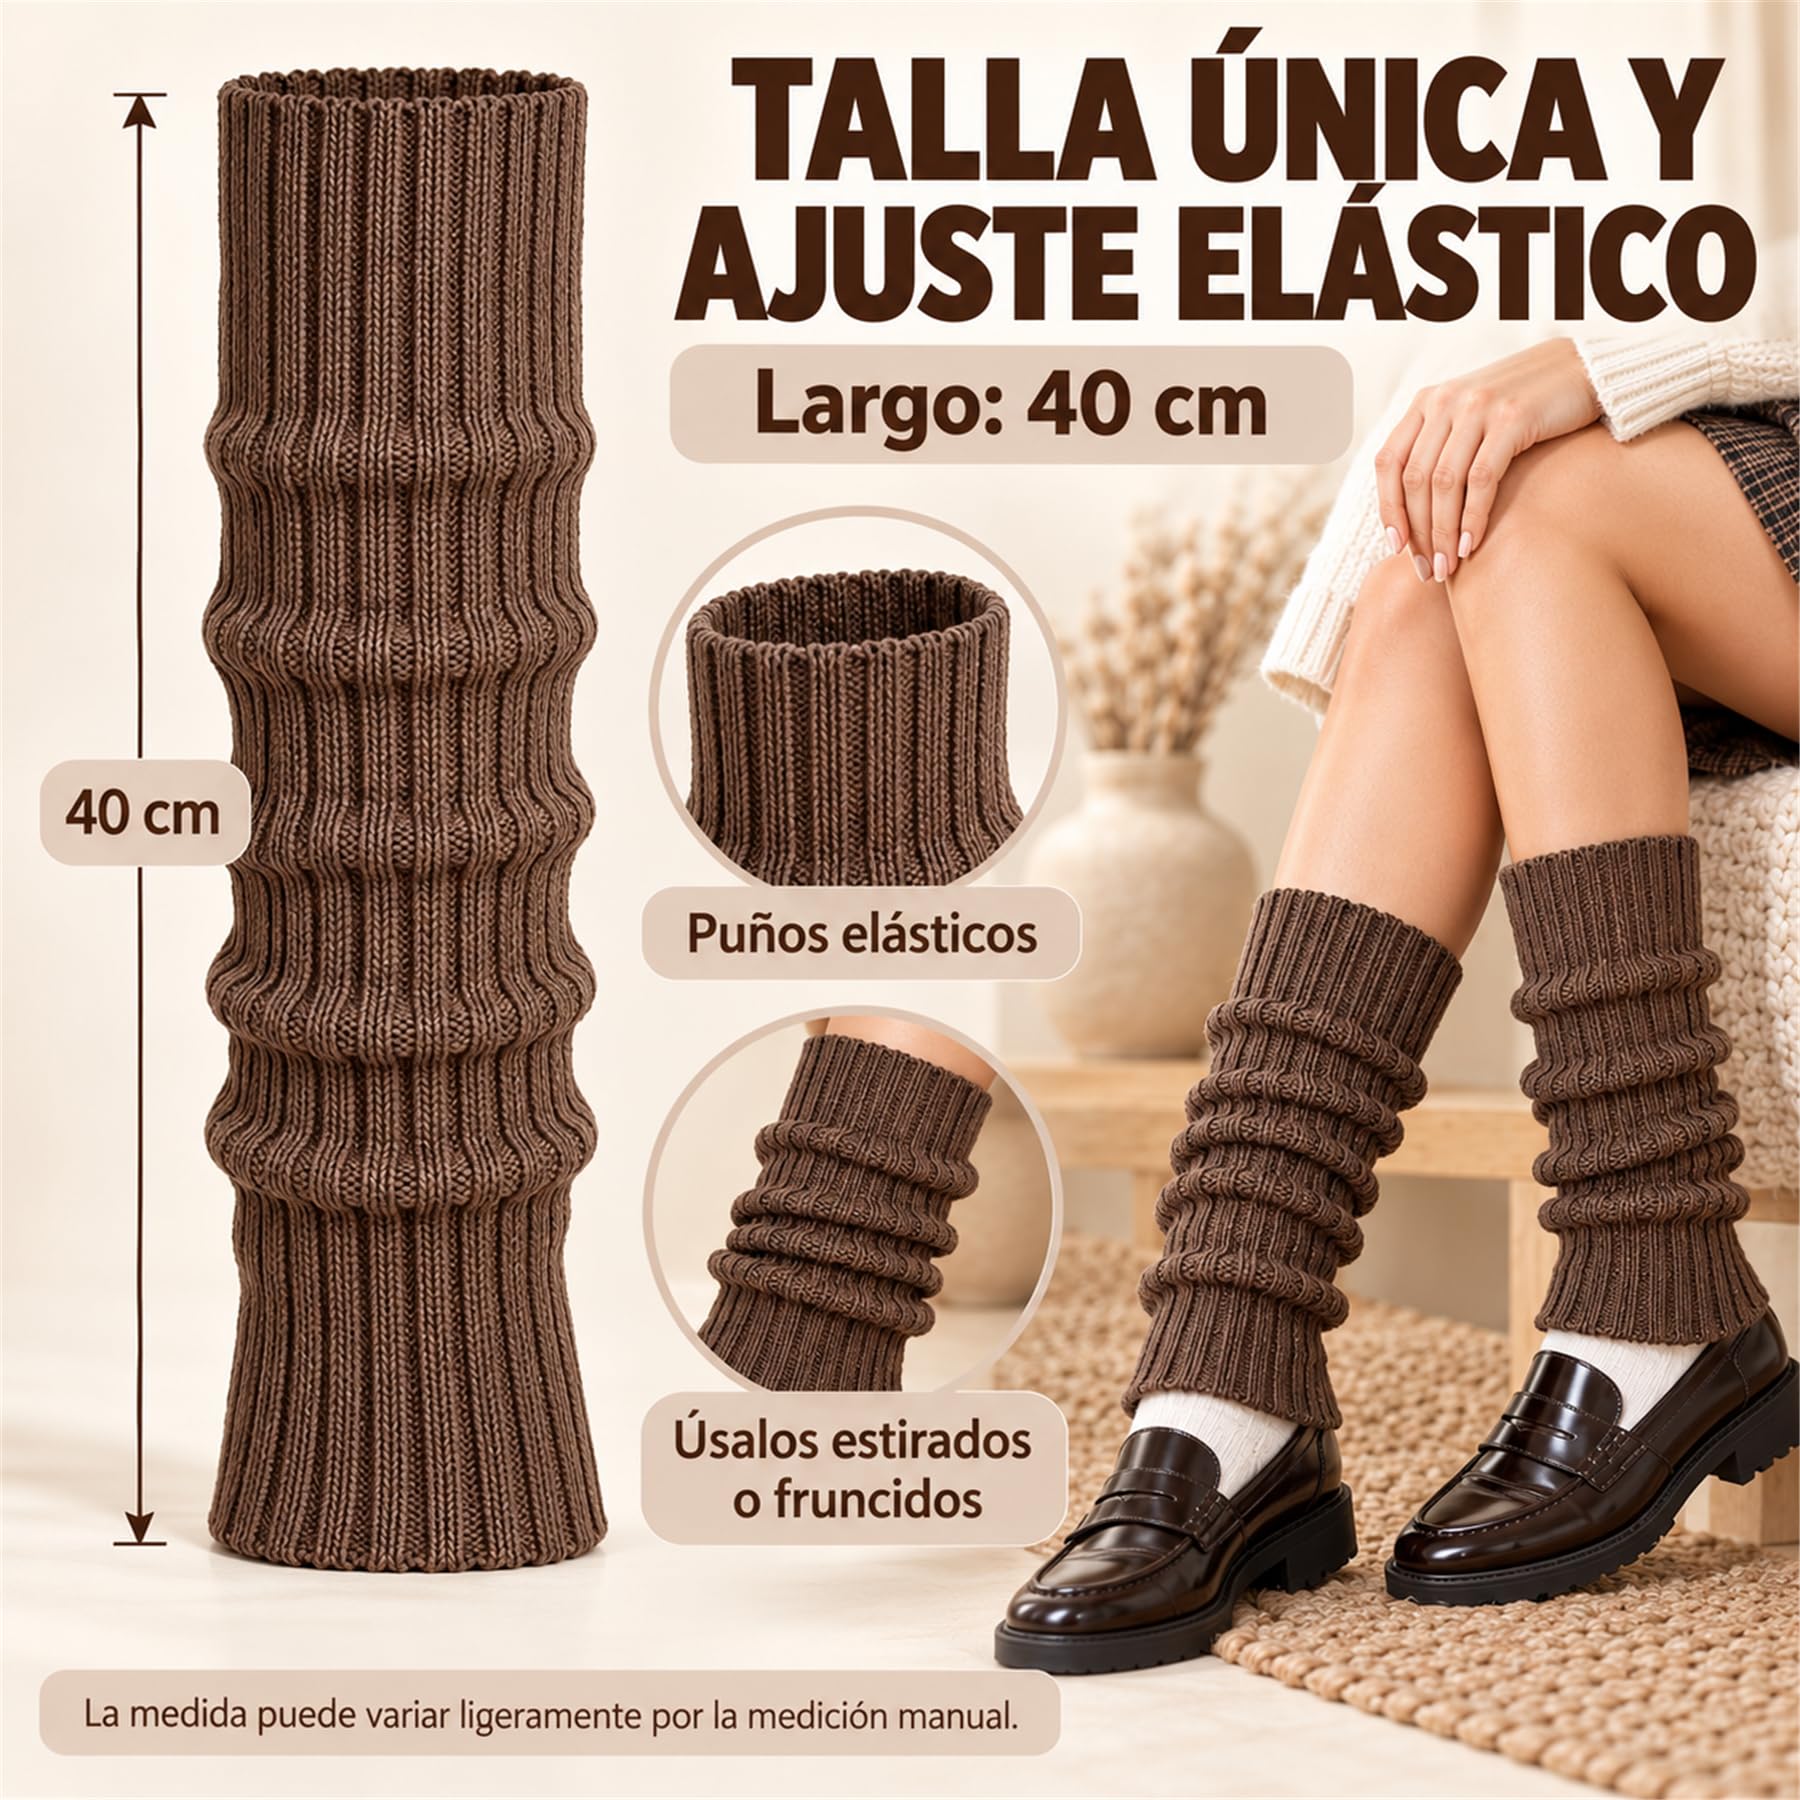 TALLA ÚNICA Y
AJUSTE ELÁSTICO
Largo: 40 cm
40 cm
Puños elásticos
Úsalos estirados
o fruncidos
La medida puede variar ligeramente por la medición manual.